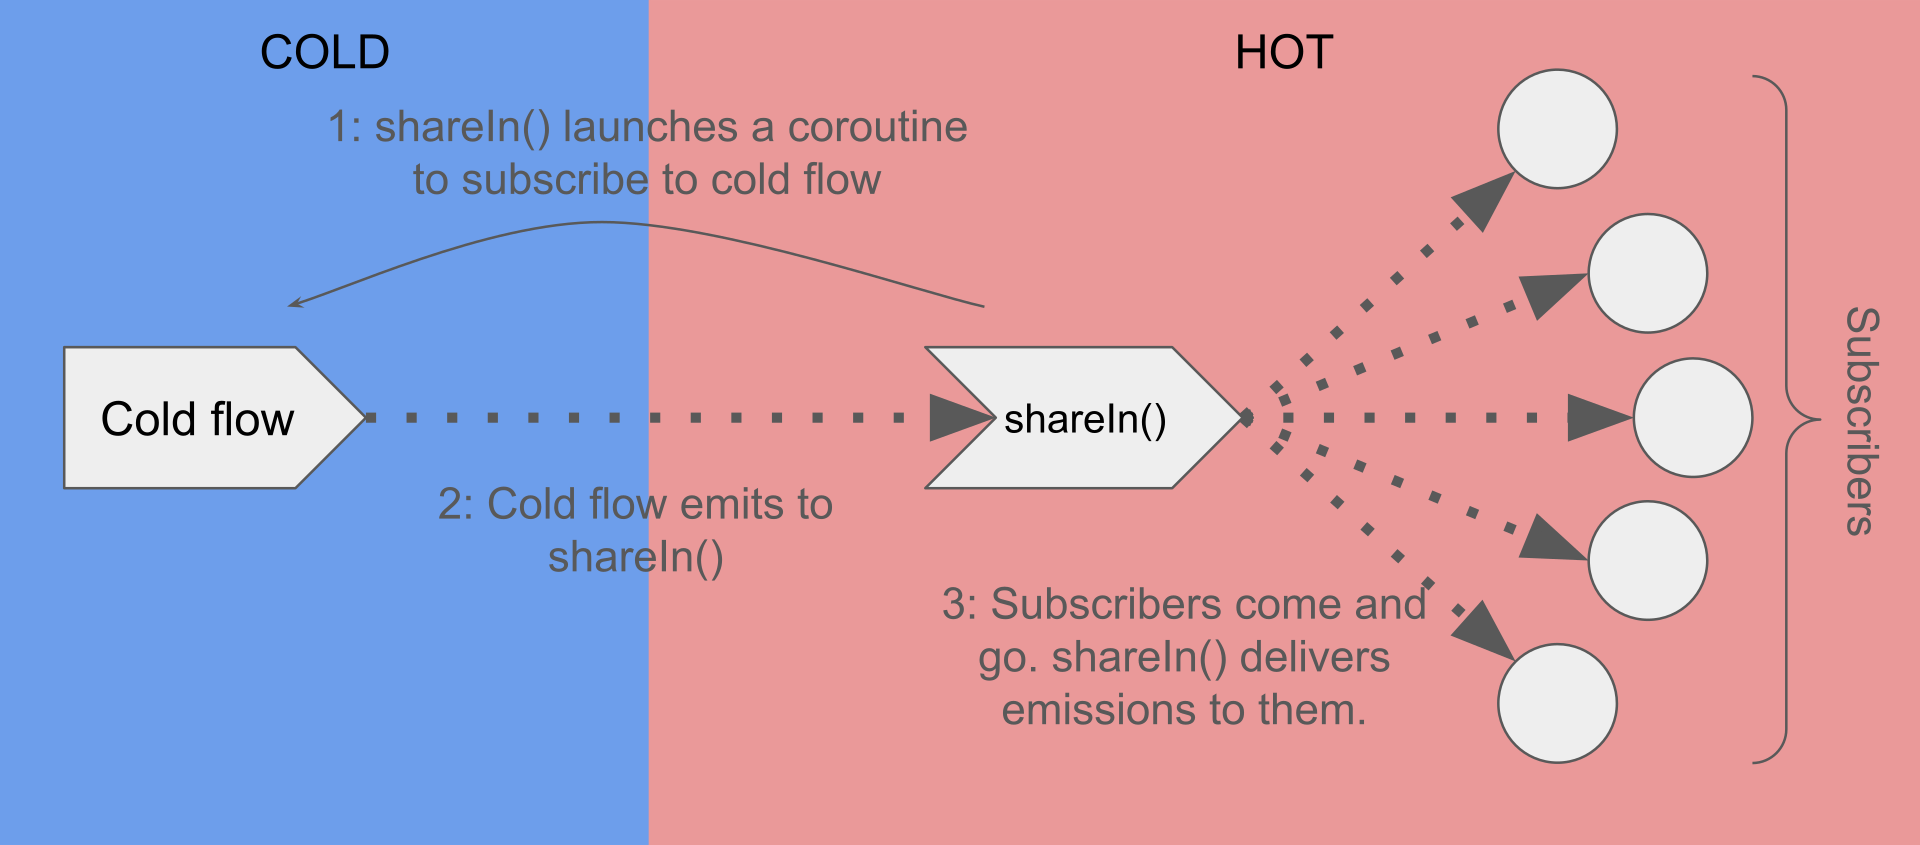 COLD
HOT
1: shareIn() launches a coroutine
to subscribe to cold flow
Cold flow
shareIn()
2: Cold flow emits to
shareIn()
3: Subscribers come and
go. shareIn() delivers
emissions to them.
Subscribers